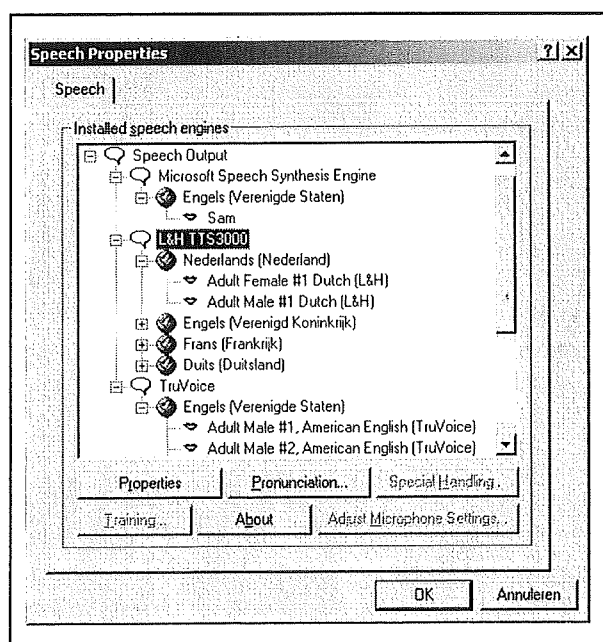 Speech Properties
Speech
Installed speech engines
Speech Output
Microsoft Speech Synthesis Engine
Engels (Verenigde Staten)
Sam
L&H TTS3000
Nederlands (Nederland)
Adult Female #1 Dutch (L&H)
Adult Male #1 Dutch (L&H)
Engels (Verenigd Koninkrijk)
Frans (Frankrijk)
Duits (Duitsland)
TruVoice
Engels (Verenigde Staten)
Adult Male #1, American English (TruVoice)
Adult Male #2, American English (TruVoice)
Properties Pronunciation... Special Handling...
Training... About Adjust Microphone Settings...
OK Annuleren